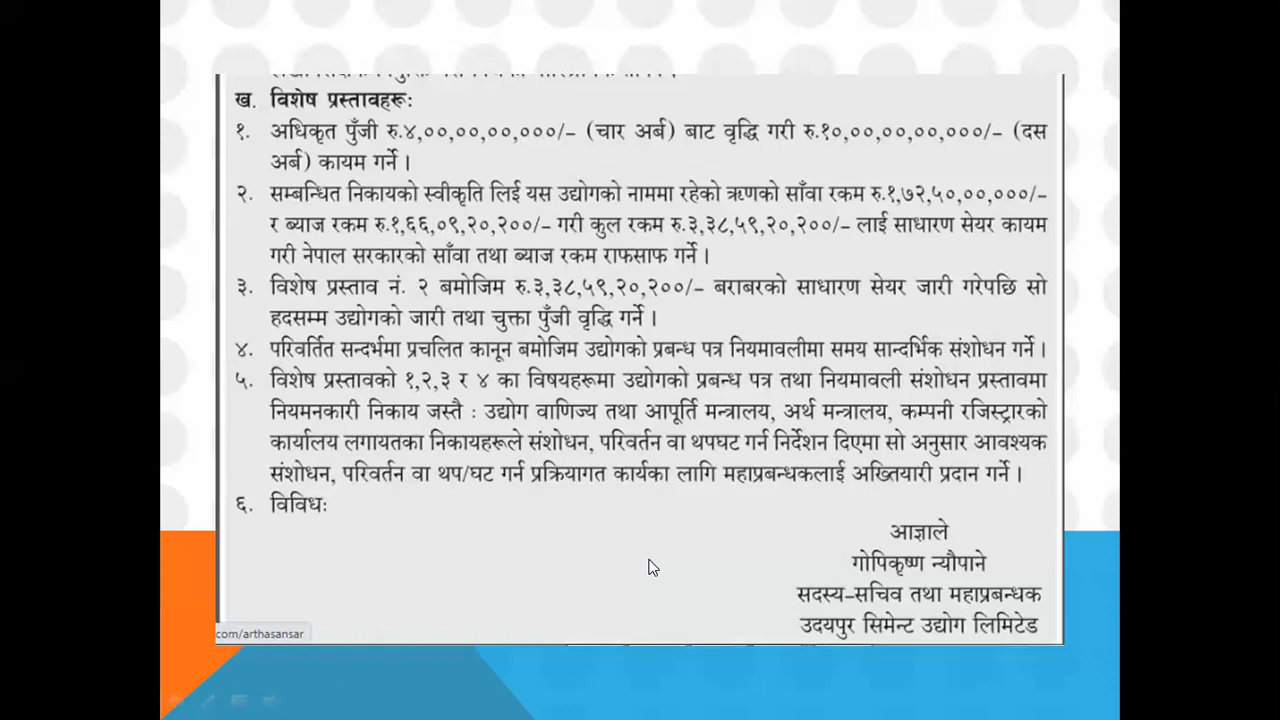 ख. विशेष प्रस्तावहरू:
१. अधिकृत पुँजी रु.४,००,००,००,०००/- (चार अर्ब) बाट वृद्धि गरी रु.१०,००,००,००,०००/- (दस
अर्ब) कायम गर्ने।
२. सम्बन्धित निकायको स्वीकृति लिई यस उद्योगको नाममा रहेको ऋणको साँवा रकम रु.१,७२,५०,००,०००/-
र ब्याज रकम रु.१,६६,०९,२०,२००/- गरी कुल रकम रु.३,३८,५९,२०,२००/- लाई साधारण सेयर कायम
गरी नेपाल सरकारको साँवा तथा ब्याज रकम राफसाफ गर्ने।
३. विशेष प्रस्ताव नं. २ बमोजिम रु.३,३८,५९,२०,२००/- बराबरको साधारण सेयर जारी गरेपछि सो
हदसम्म उद्योगको जारी तथा चुक्ता पुँजी वृद्धि गर्ने।
४. परिवर्तित सन्दर्भमा प्रचलित कानून बमोजिम उद्योगको प्रबन्ध पत्र नियमावलीमा समय सान्दर्भिक संशोधन गर्ने।
५. विशेष प्रस्तावको १,२,३ र ४ का विषयहरूमा उद्योगको प्रबन्ध पत्र तथा नियमावली संशोधन प्रस्तावमा
नियमनकारी निकाय जस्तै : उद्योग वाणिज्य तथा आपूर्ति मन्त्रालय, अर्थ मन्त्रालय, कम्पनी रजिस्ट्रारको
कार्यालय लगायतका निकायहरूले संशोधन, परिवर्तन वा थपघट गर्न निर्देशन दिएमा सो अनुसार आवश्यक
संशोधन, परिवर्तन वा थप/घट गर्न प्रक्रियागत कार्यका लागि महाप्रबन्धकलाई अख्तियारी प्रदान गर्ने।
६. विविधः
आज्ञाले
गोपिकृष्ण न्यौपाने
सदस्य-सचिव तथा महाप्रबन्धक
उदयपुर सिमेन्ट उद्योग लिमिटेड
com/arthasansar